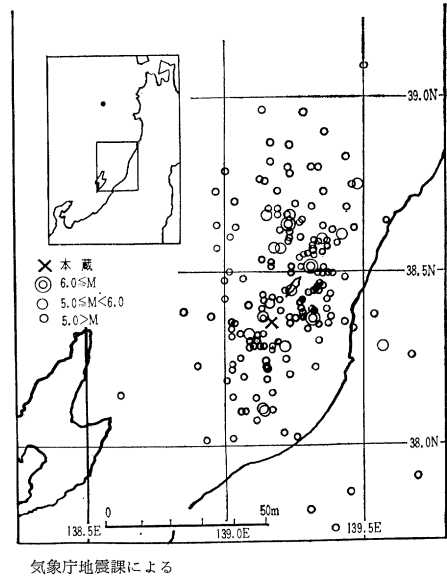 39.0N
× 本 蔵
◎ 6.0≤M
○ 5.0≤M<6.0
○ 5.0>M
38.5N
38.0N
0 50m
138.5E 139.0E 139.5E
気象庁地震課による